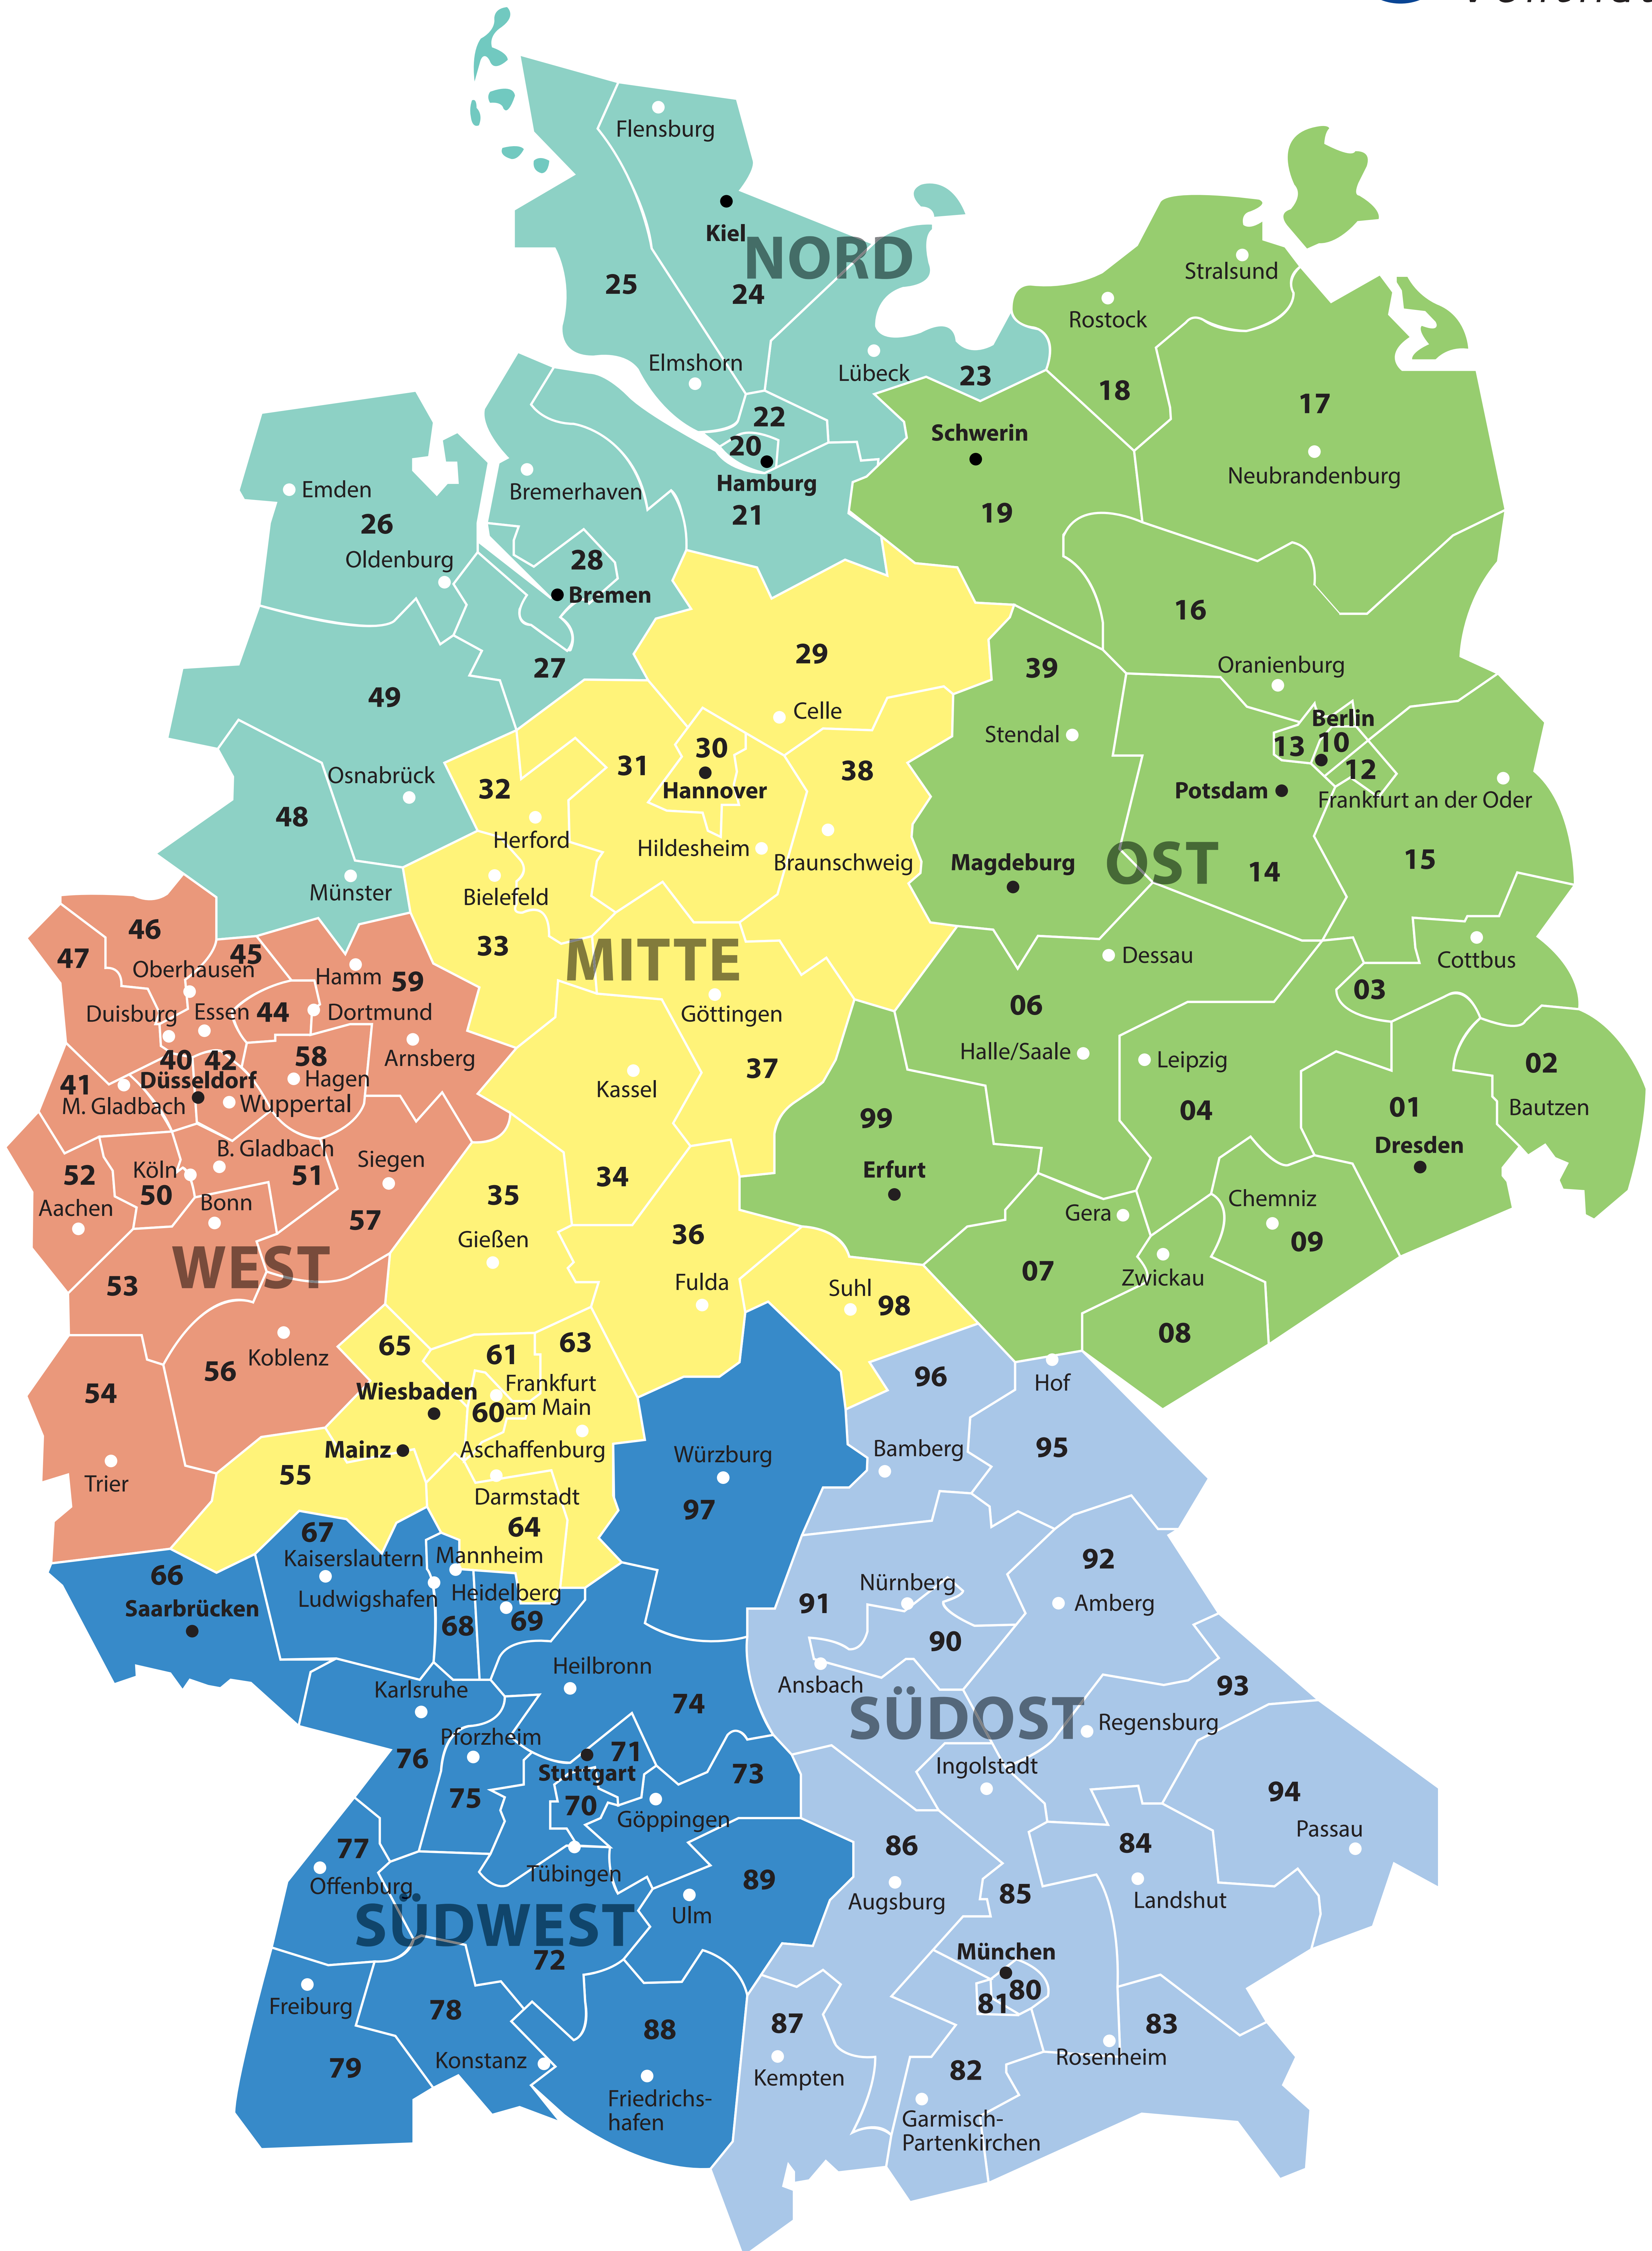 Flensburg
Kiel
NORD
25
24
Stralsund
Rostock
Elmshorn
Lübeck
23
18
17
22
20
Schwerin
Hamburg
21
Neubrandenburg
19
Emden
26
Bremerhaven
Oldenburg
28
Bremen
16
29
27
39
Oranienburg
49
Celle
Stendal
Berlin
13
10
12
30
31
38
Hannover
32
Osnabrück
Potsdam
Frankfurt an der Oder
48
Herford
Hildesheim
Braunschweig
Magdeburg
OST
14
15
Münster
Bielefeld
46
47
45
33
MITTE
Dessau
Cottbus
Oberhausen
Hamm
59
03
Duisburg
Essen
44
Dortmund
Göttingen
06
40
42
58
Arnsberg
Halle/Saale
Leipzig
02
41
Düsseldorf
Hagen
Kassel
37
M. Gladbach
Wuppertal
99
04
01
Bautzen
B. Gladbach
Siegen
Dresden
52
Köln
50
51
34
Erfurt
Aachen
Bonn
35
Chemniz
57
Gießen
36
Gera
09
WEST
53
Fulda
07
Zwickau
Suhl
98
65
61
63
08
56
Koblenz
54
Wiesbaden
Frankfurt
am Main
60
96
Hof
Mainz
Aschaffenburg
Würzburg
Bamberg
95
55
Trier
Darmstadt
97
64
67
Kaiserslautern
Mannheim
92
66
Ludwigshafen
Heidelberg
Nürnberg
Saarbrücken
68
69
91
Amberg
90
Heilbronn
Ansbach
Karlsruhe
74
SÜDOST
93
Regensburg
Pforzheim
76
71
Stuttgart
73
Ingolstadt
75
70
Göppingen
94
77
86
84
Passau
Tübingen
89
Offenburg
Augsburg
85
Landshut
SÜDWEST
Ulm
72
München
80
81
Freiburg
78
88
87
83
79
Konstanz
82
Rosenheim
Kempten
Friedrichs-
hafen
Garmisch-
Partenkirchen